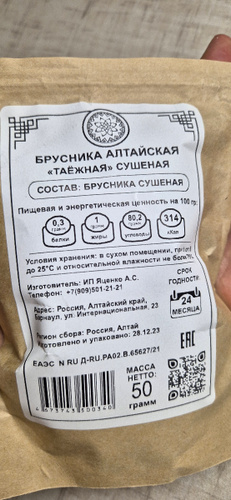 БРУСНИКА АЛТАЙСКАЯ
«ТАЁЖНАЯ» СУШЕНАЯ
СОСТАВ: БРУСНИКА СУШЕНАЯ
Пищевая и энергетическая ценность на 100 гр:
0,3 белки
1 грамм жиры
80,2 углеводы
314 кКал
Условия хранения: в сухом помещении, при
до 25°С и относительной влажности не более
Изготовитель: ИП Яценко А.С.
Телефон: +7(909)501-21-21
СРОК
ГОДНОСТИ:
24
МЕСЯЦА
Адрес: Россия, Алтайский край,
Барнаул, ул. Интернациональная, 23
Регион сбора: Россия, Алтай
Изготовлено и упаковано: 28.12.23
ЕАЭС N RU Д-RU.РА02.В.65627/21
EAC
МАССА
НЕТТО:
50
грамм
4673743500340